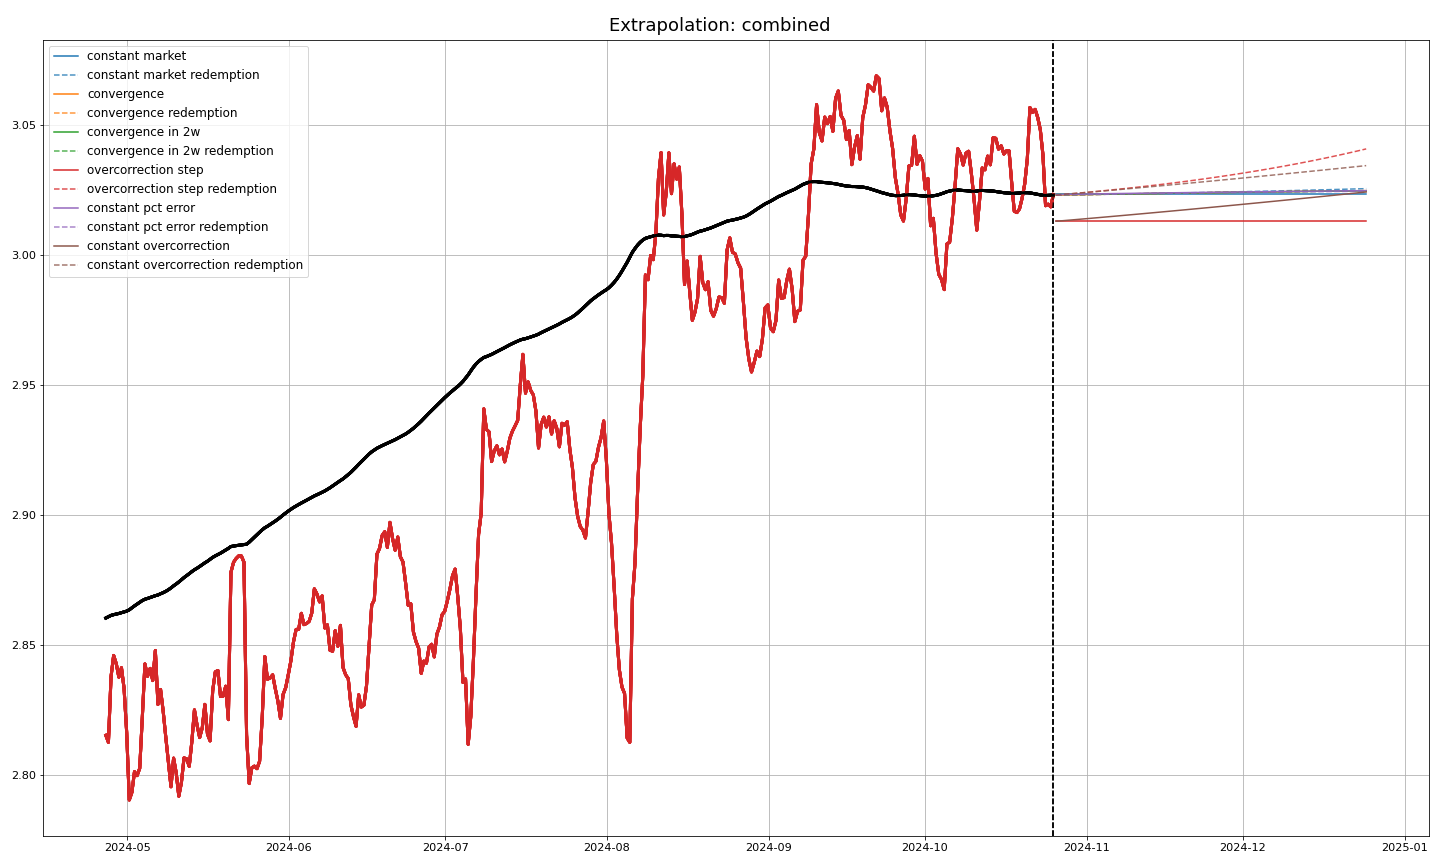 Extrapolation: combined
constant market
constant market redemption
convergence
convergence redemption
convergence in 2w
convergence in 2w redemption
overcorrection step
overcorrection step redemption
constant pct error
constant pct error redemption
constant overcorrection
constant overcorrection redemption
3.05
3.00
2.95
2.90
2.85
2.80
2024-05 2024-06 2024-07 2024-08 2024-09 2024-10 2024-11 2024-12 2025-01